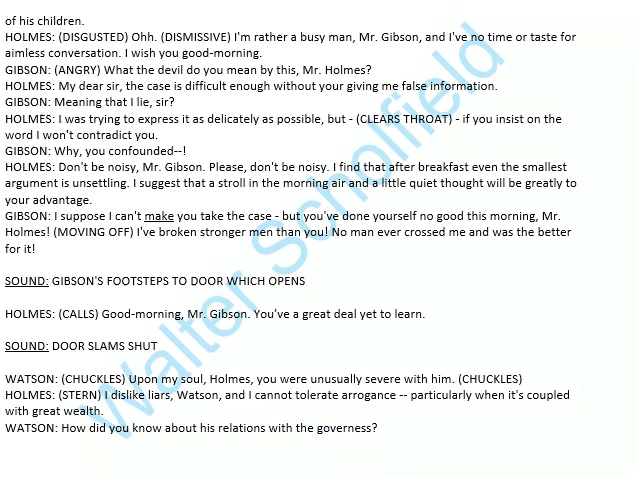 of his children.
HOLMES: (DISGUSTED) Ohh. (DISMISSIVE) I'm rather a busy man, Mr. Gibson, and I've no time or taste for
aimless conversation. I wish you good-morning.
GIBSON: (ANGRY) What the devil do you mean by this, Mr. Holmes?
HOLMES: My dear sir, the case is difficult enough without your giving me false information.
GIBSON: Meaning that I lie, sir?
HOLMES: I was trying to express it as delicately as possible, but - (CLEARS THROAT) - if you insist on the
word I won't contradict you.
GIBSON: Why, you confounded--!
HOLMES: Don't be noisy, Mr. Gibson. Please, don't be noisy. I find that after breakfast even the smallest
argument is unsettling. I suggest that a stroll in the morning air and a little quiet thought will be greatly to
your advantage.
GIBSON: I suppose I can't make you take the case - but you've done yourself no good this morning, Mr.
Holmes! (MOVING OFF) I've broken stronger men than you! No man ever crossed me and was the better
for it!
SOUND: GIBSON'S FOOTSTEPS TO DOOR WHICH OPENS
HOLMES: (CALLS) Good-morning, Mr. Gibson. You've a great deal yet to learn.
SOUND: DOOR SLAMS SHUT
WATSON: (CHUCKLES) Upon my soul, Holmes, you were unusually severe with him. (CHUCKLES)
HOLMES: (STERN) I dislike liars, Watson, and I cannot tolerate arrogance -- particularly when it's coupled
with great wealth.
WATSON: How did you know about his relations with the governess?
Walter Scholfield